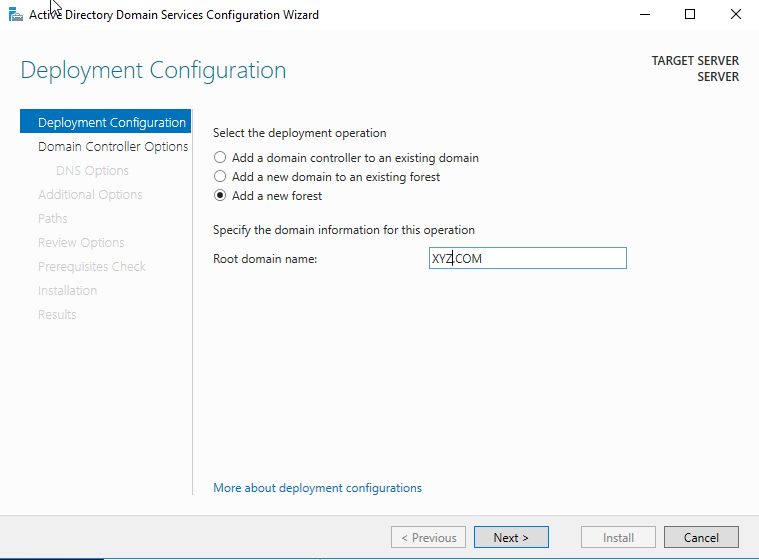 Active Directory Domain Services Configuration Wizard
Deployment Configuration
TARGET SERVER
SERVER
Deployment Configuration
Domain Controller Options
DNS Options
Additional Options
Paths
Review Options
Prerequisites Check
Installation
Results
Select the deployment operation
Add a domain controller to an existing domain
Add a new domain to an existing forest
Add a new forest
Specify the domain information for this operation
Root domain name: XYZ.COM
More about deployment configurations
< Previous Next > Install Cancel